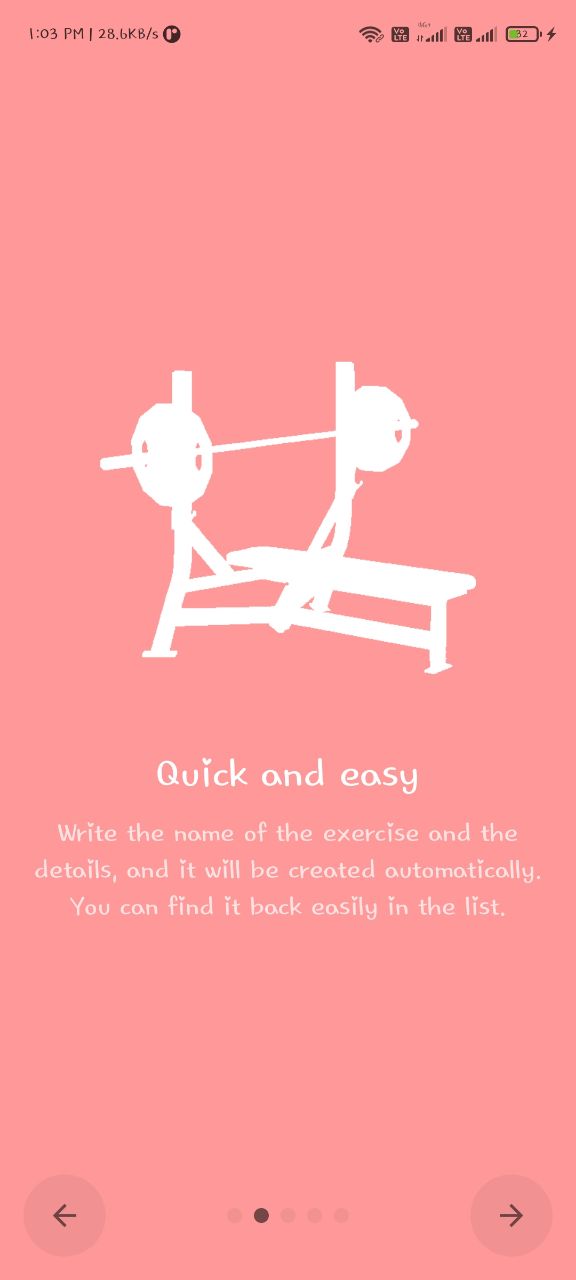 1:03 PM | 28.6KB/s
Vo
LTE
Vo
LTE
32
Quick and easy
Write the name of the exercise and the
details, and it will be created automatically.
You can find it back easily in the list.